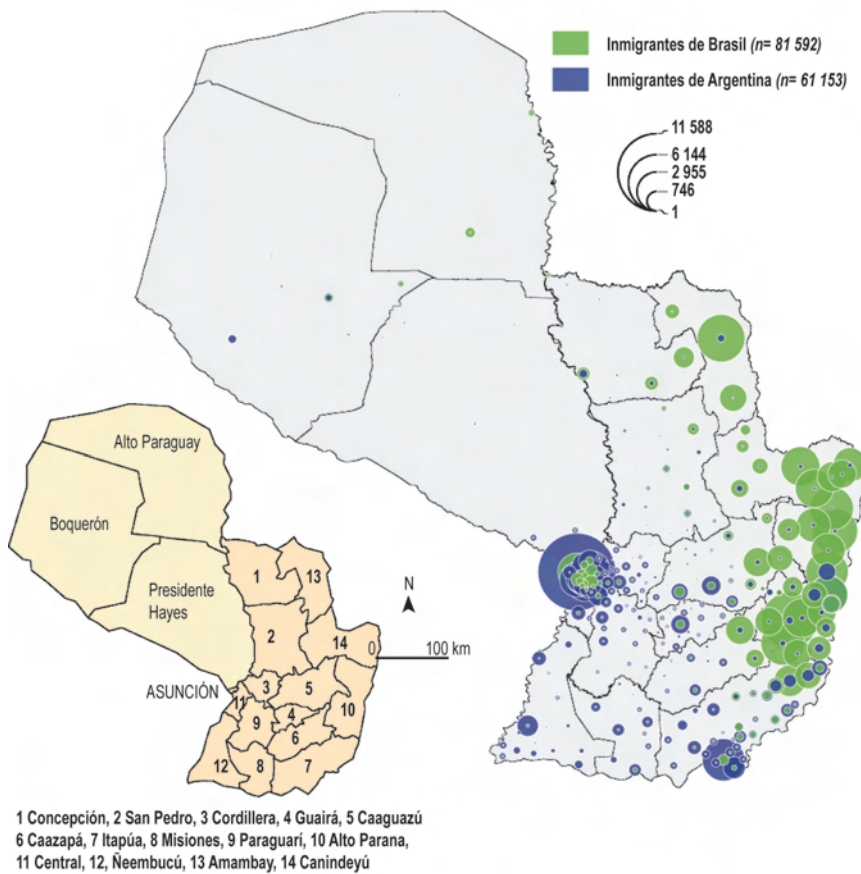 Inmigrantes de Brasil (n= 81 592)
Inmigrantes de Argentina (n= 61 153)
11 588
6 144
2 955
746
1
Alto Paraguay
Boquerón
Presidente
Hayes
1
13
2
14
3
5
11
4
10
9
6
12
8
7
N
0
100 km
ASUNCIÓN
1 Concepción, 2 San Pedro, 3 Cordillera, 4 Guairá, 5 Caaguazú
6 Caazapá, 7 Itapúa, 8 Misiones, 9 Paraguarí, 10 Alto Parana,
11 Central, 12, Ñeembucú, 13 Amambay, 14 Canindeyú